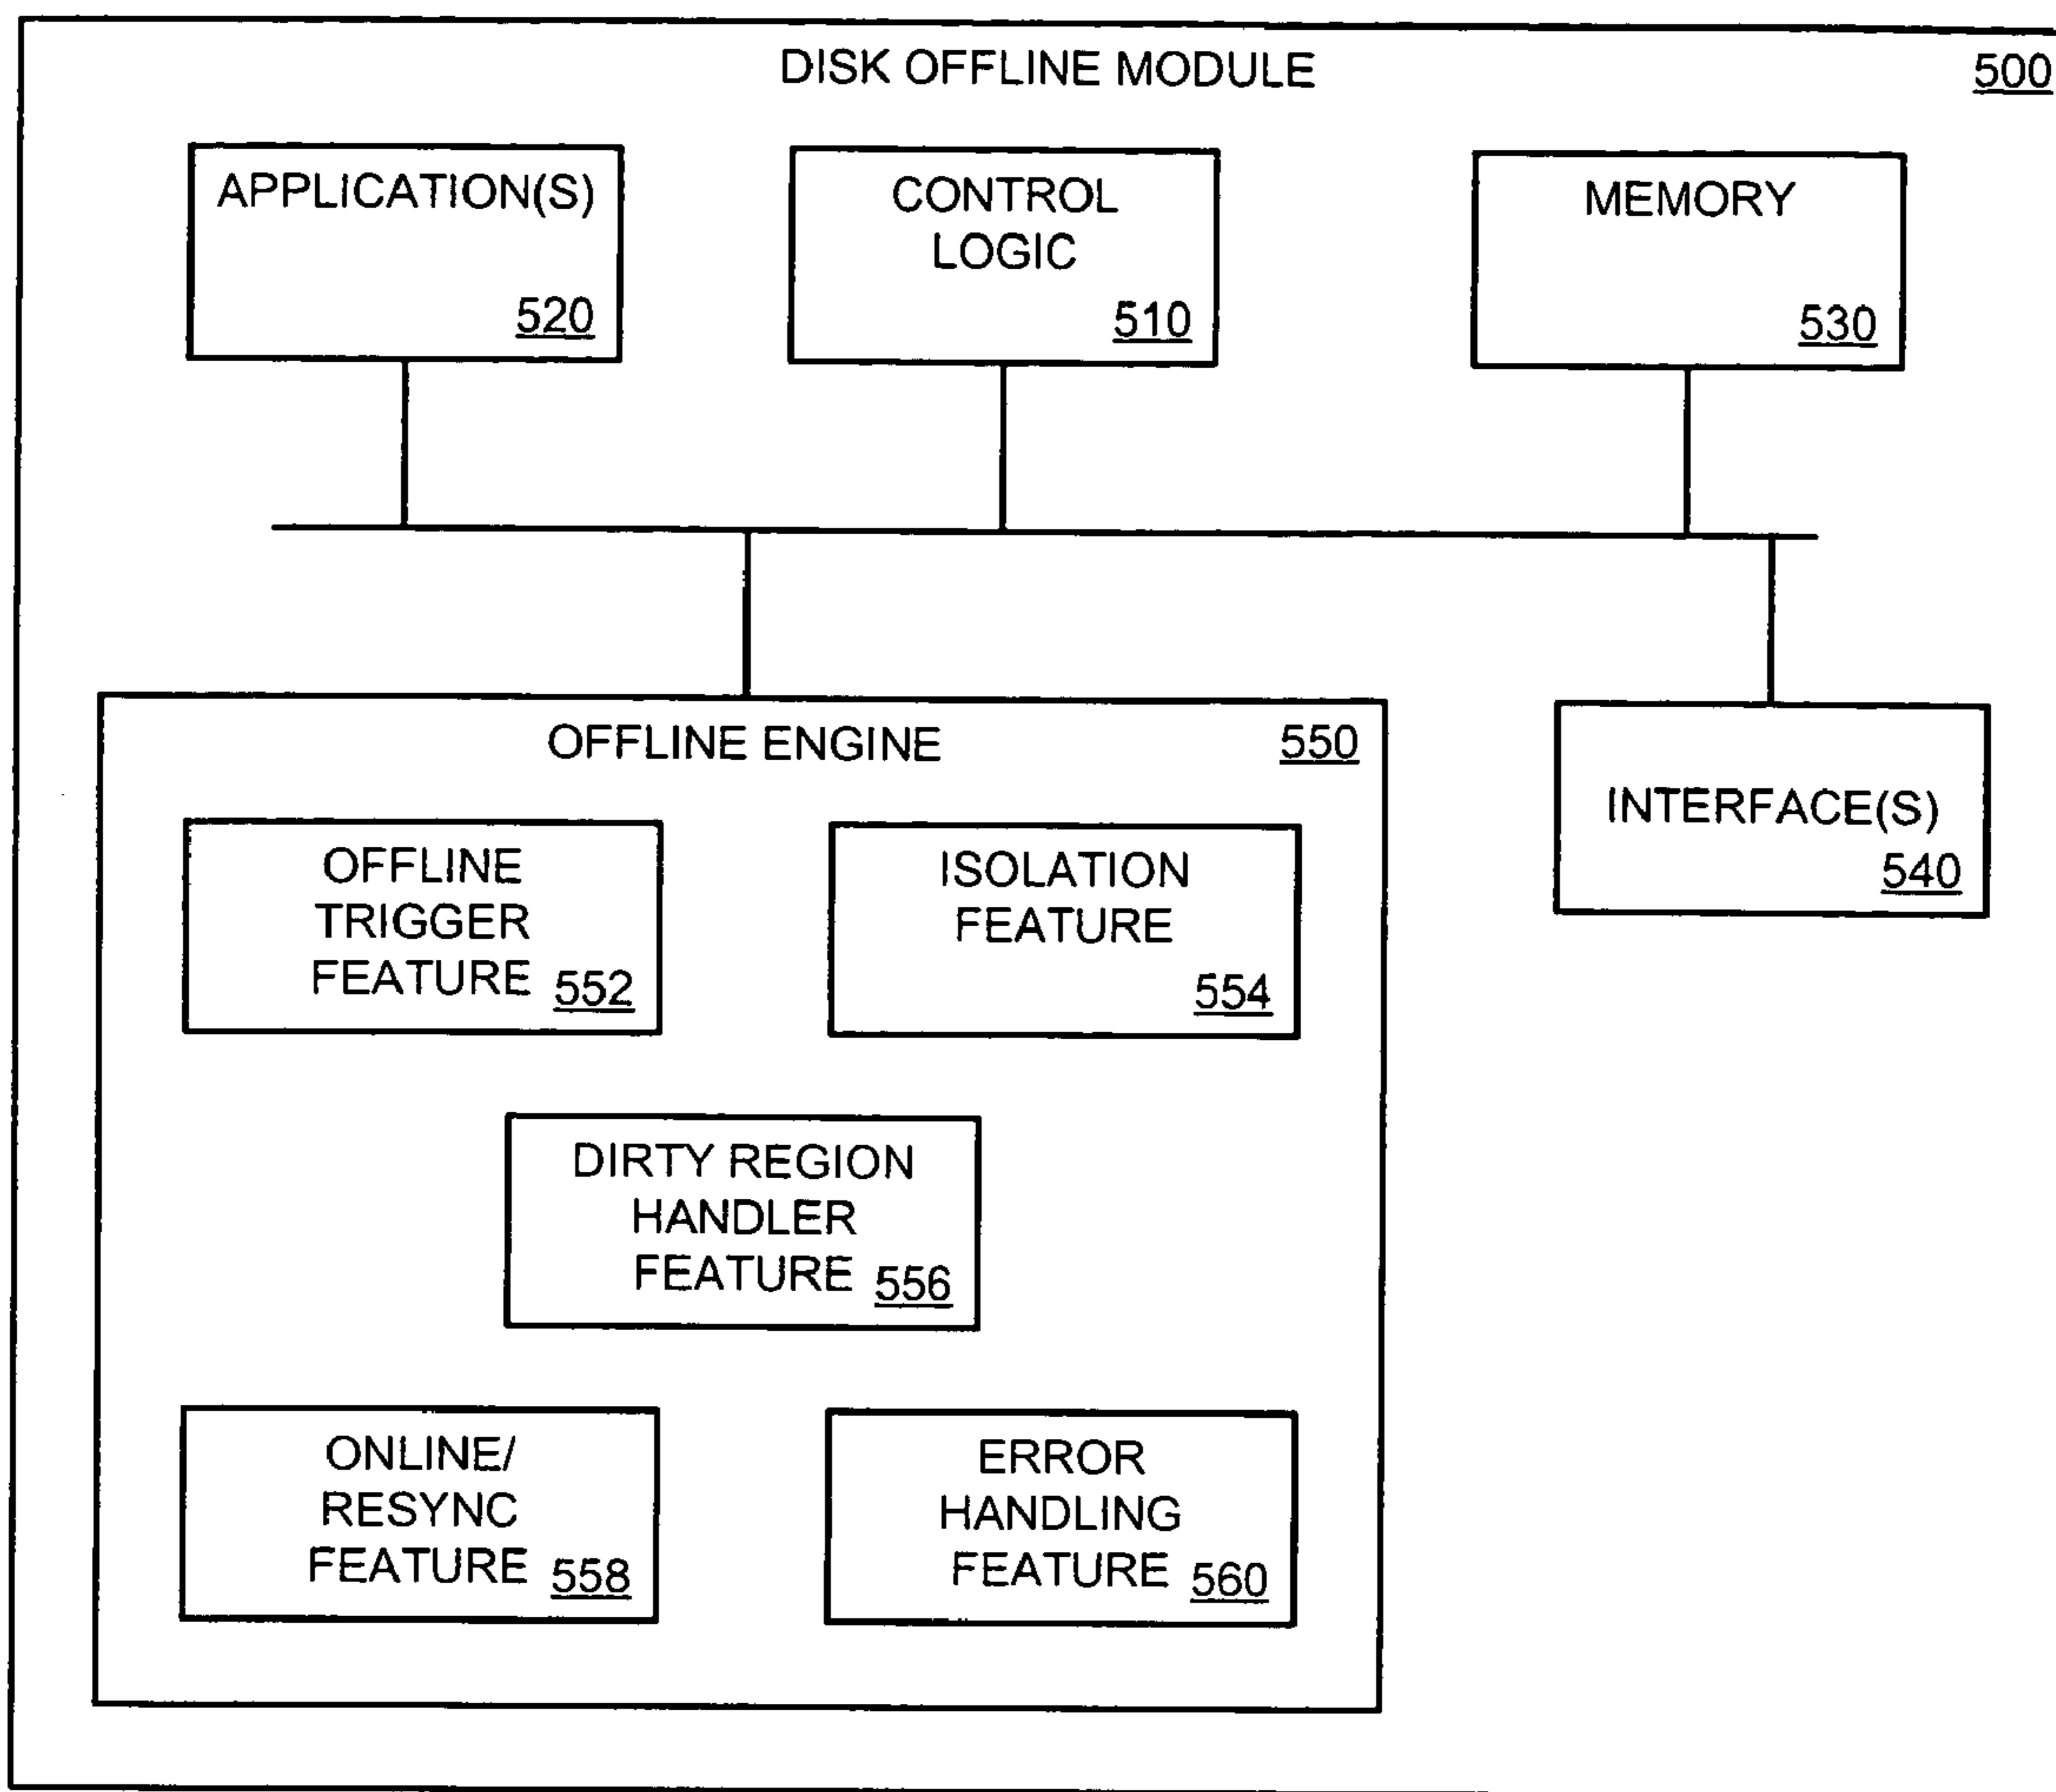 DISK OFFLINE MODULE 500
APPLICATION(S)
520
CONTROL
LOGIC
510
MEMORY
530
OFFLINE ENGINE 550
OFFLINE
TRIGGER
FEATURE 552
ISOLATION
FEATURE
554
DIRTY REGION
HANDLER
FEATURE 556
ONLINE/
RESYNC
FEATURE 558
ERROR
HANDLING
FEATURE 560
INTERFACE(S)
540